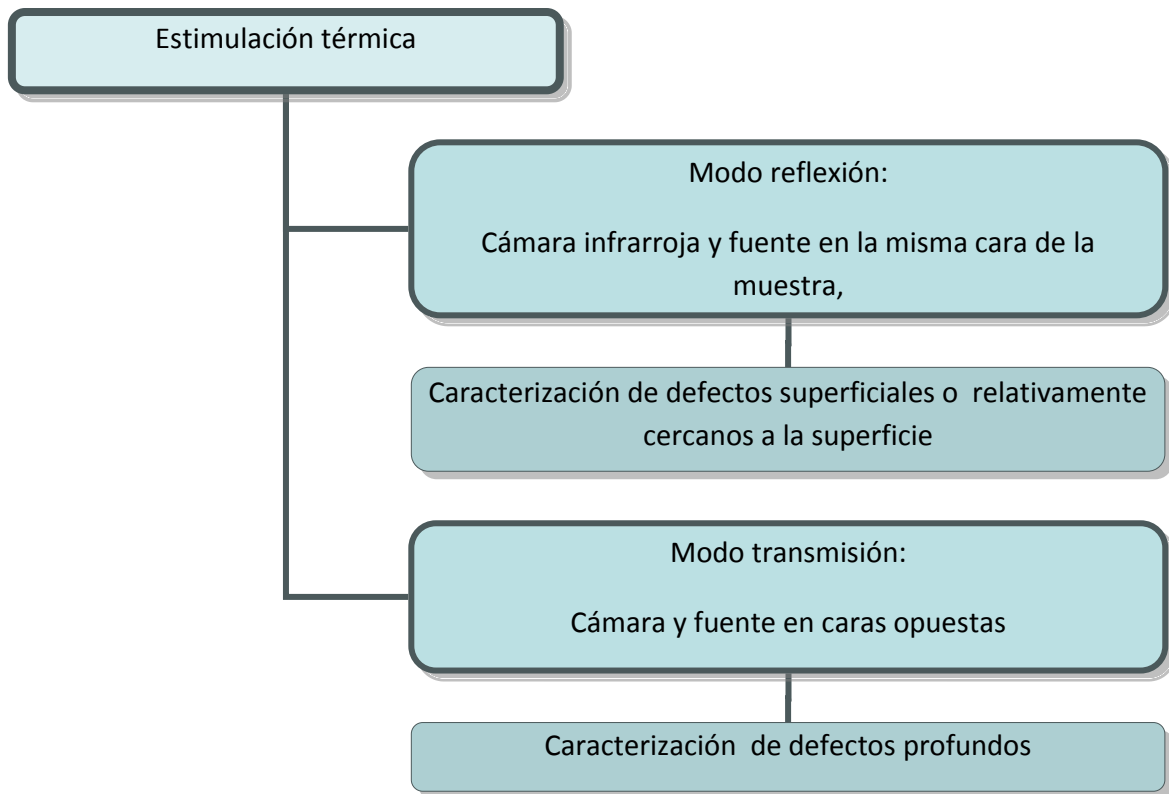 Estimulación térmica
Modo reflexión:
Cámara infrarroja y fuente en la misma cara de la
muestra,
Caracterización de defectos superficiales o relativamente
cercanos a la superficie
Modo transmisión:
Cámara y fuente en caras opuestas
Caracterización de defectos profundos